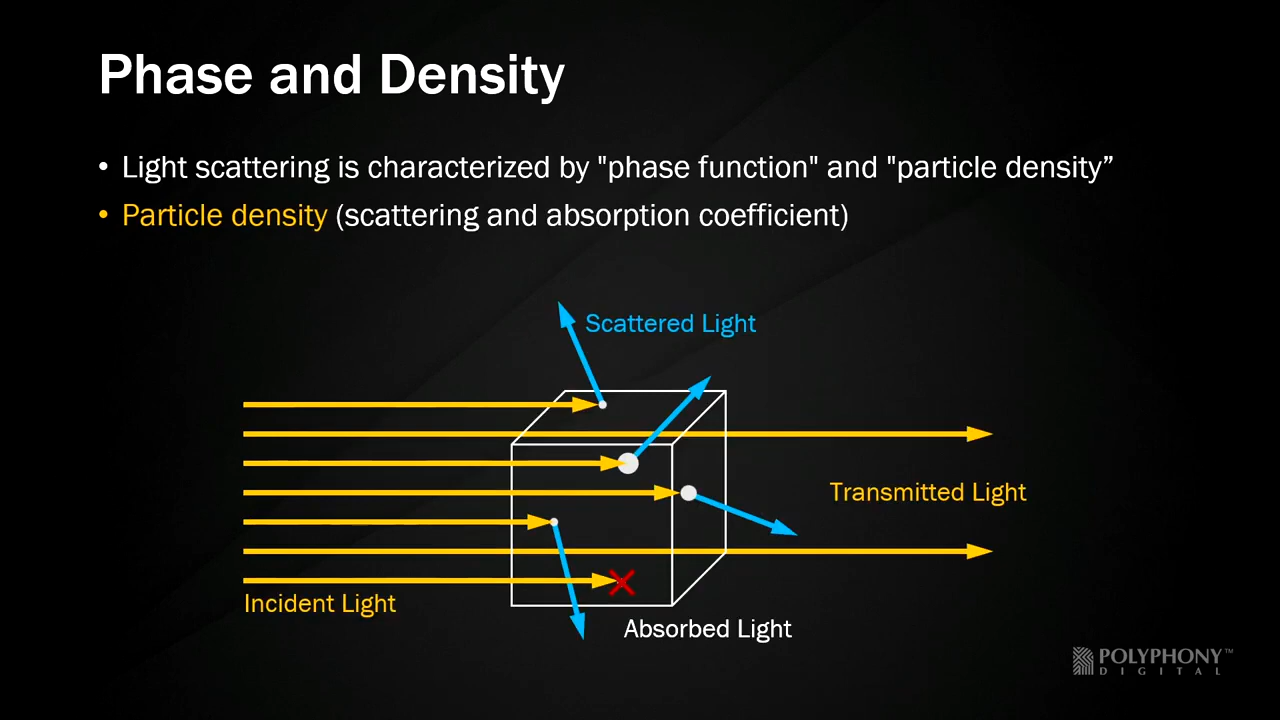 Phase and Density
• Light scattering is characterized by "phase function" and "particle density”
• Particle density (scattering and absorption coefficient)
Scattered Light
Transmitted Light
Incident Light
Absorbed Light
POLYPHONY™
DIGITAL